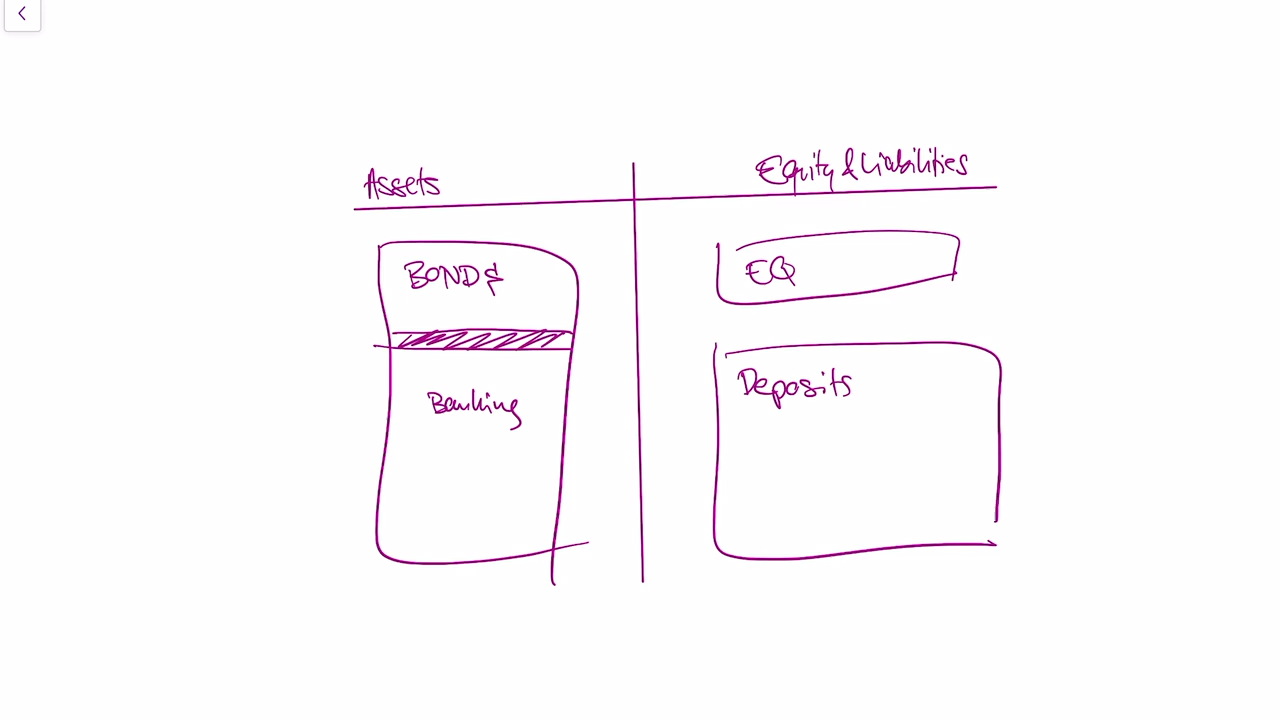 Assets
Equity & Liabilities
BONDS
EQ
Deposits
Banking